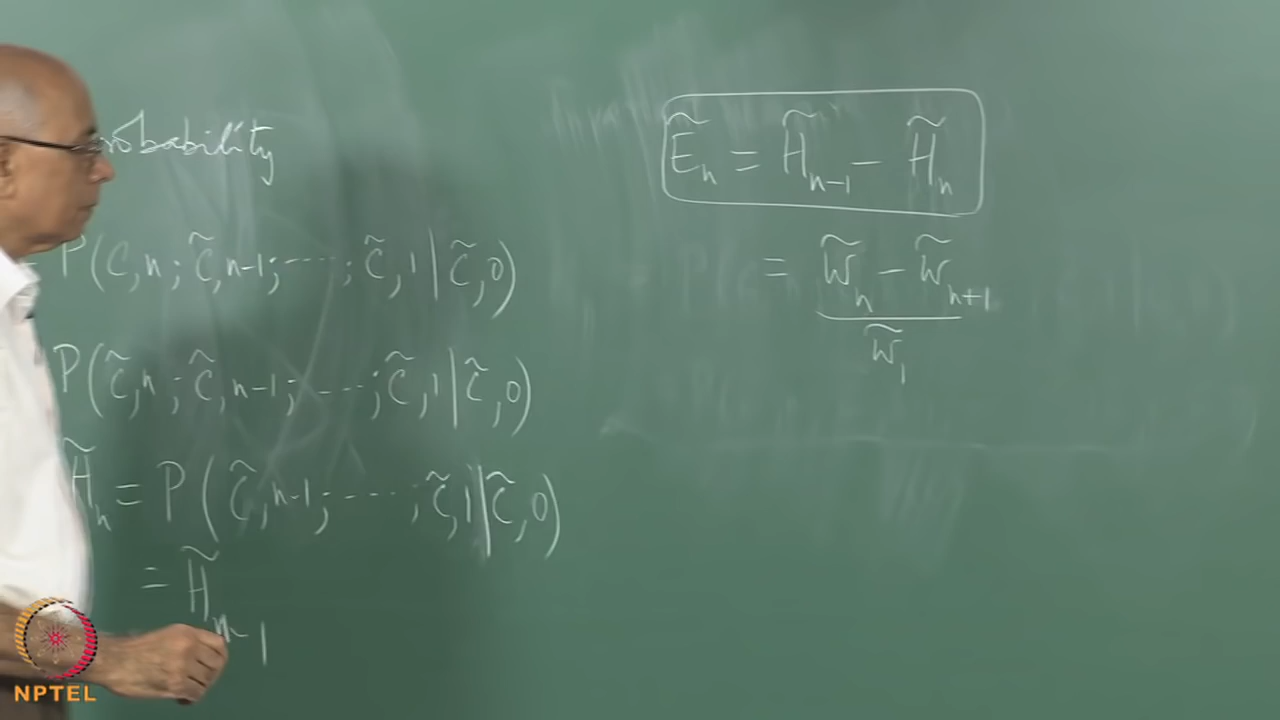 robability
P(C,n; C̃,n-1; ....; C̃,1 | C̃,0)
P(C̃,n; C̃,n-1; ....; C̃,1 | C̃,0)
H̃ₙ = P(C̃,n-1; ....; C̃,1 | C̃,0)
= H̃ₙ₋₁
Ẽₙ = H̃ₙ₋₁ - H̃ₙ
= (w̃ₙ - w̃ₙ₊₁) / w̃₁
NPTEL